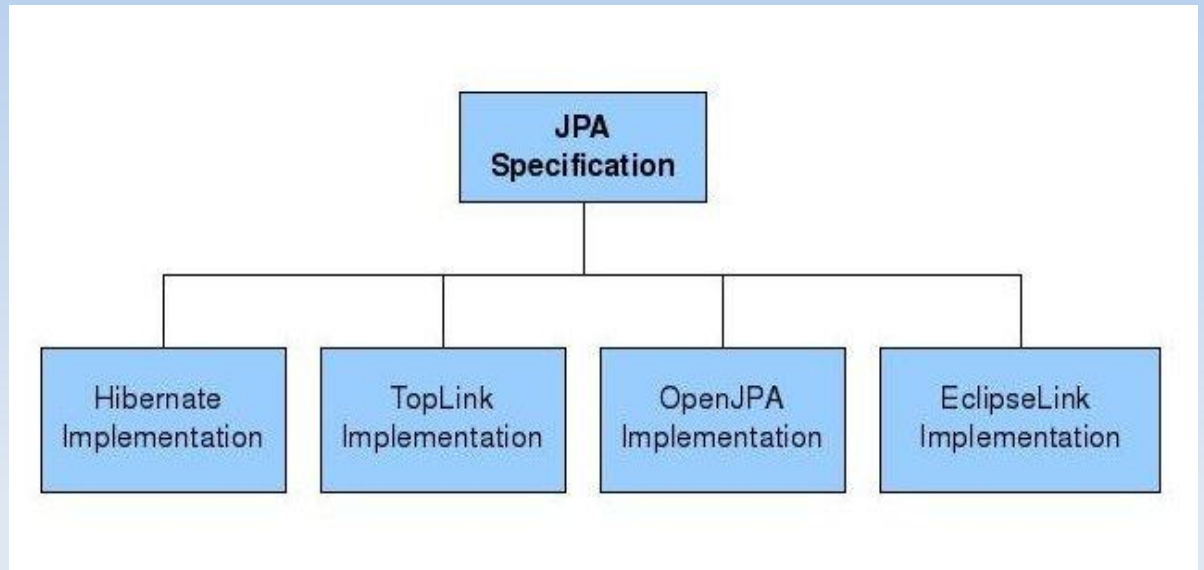 JPA
Specification
Hibernate
Implementation
TopLink
Implementation
OpenJPA
Implementation
EclipseLink
Implementation